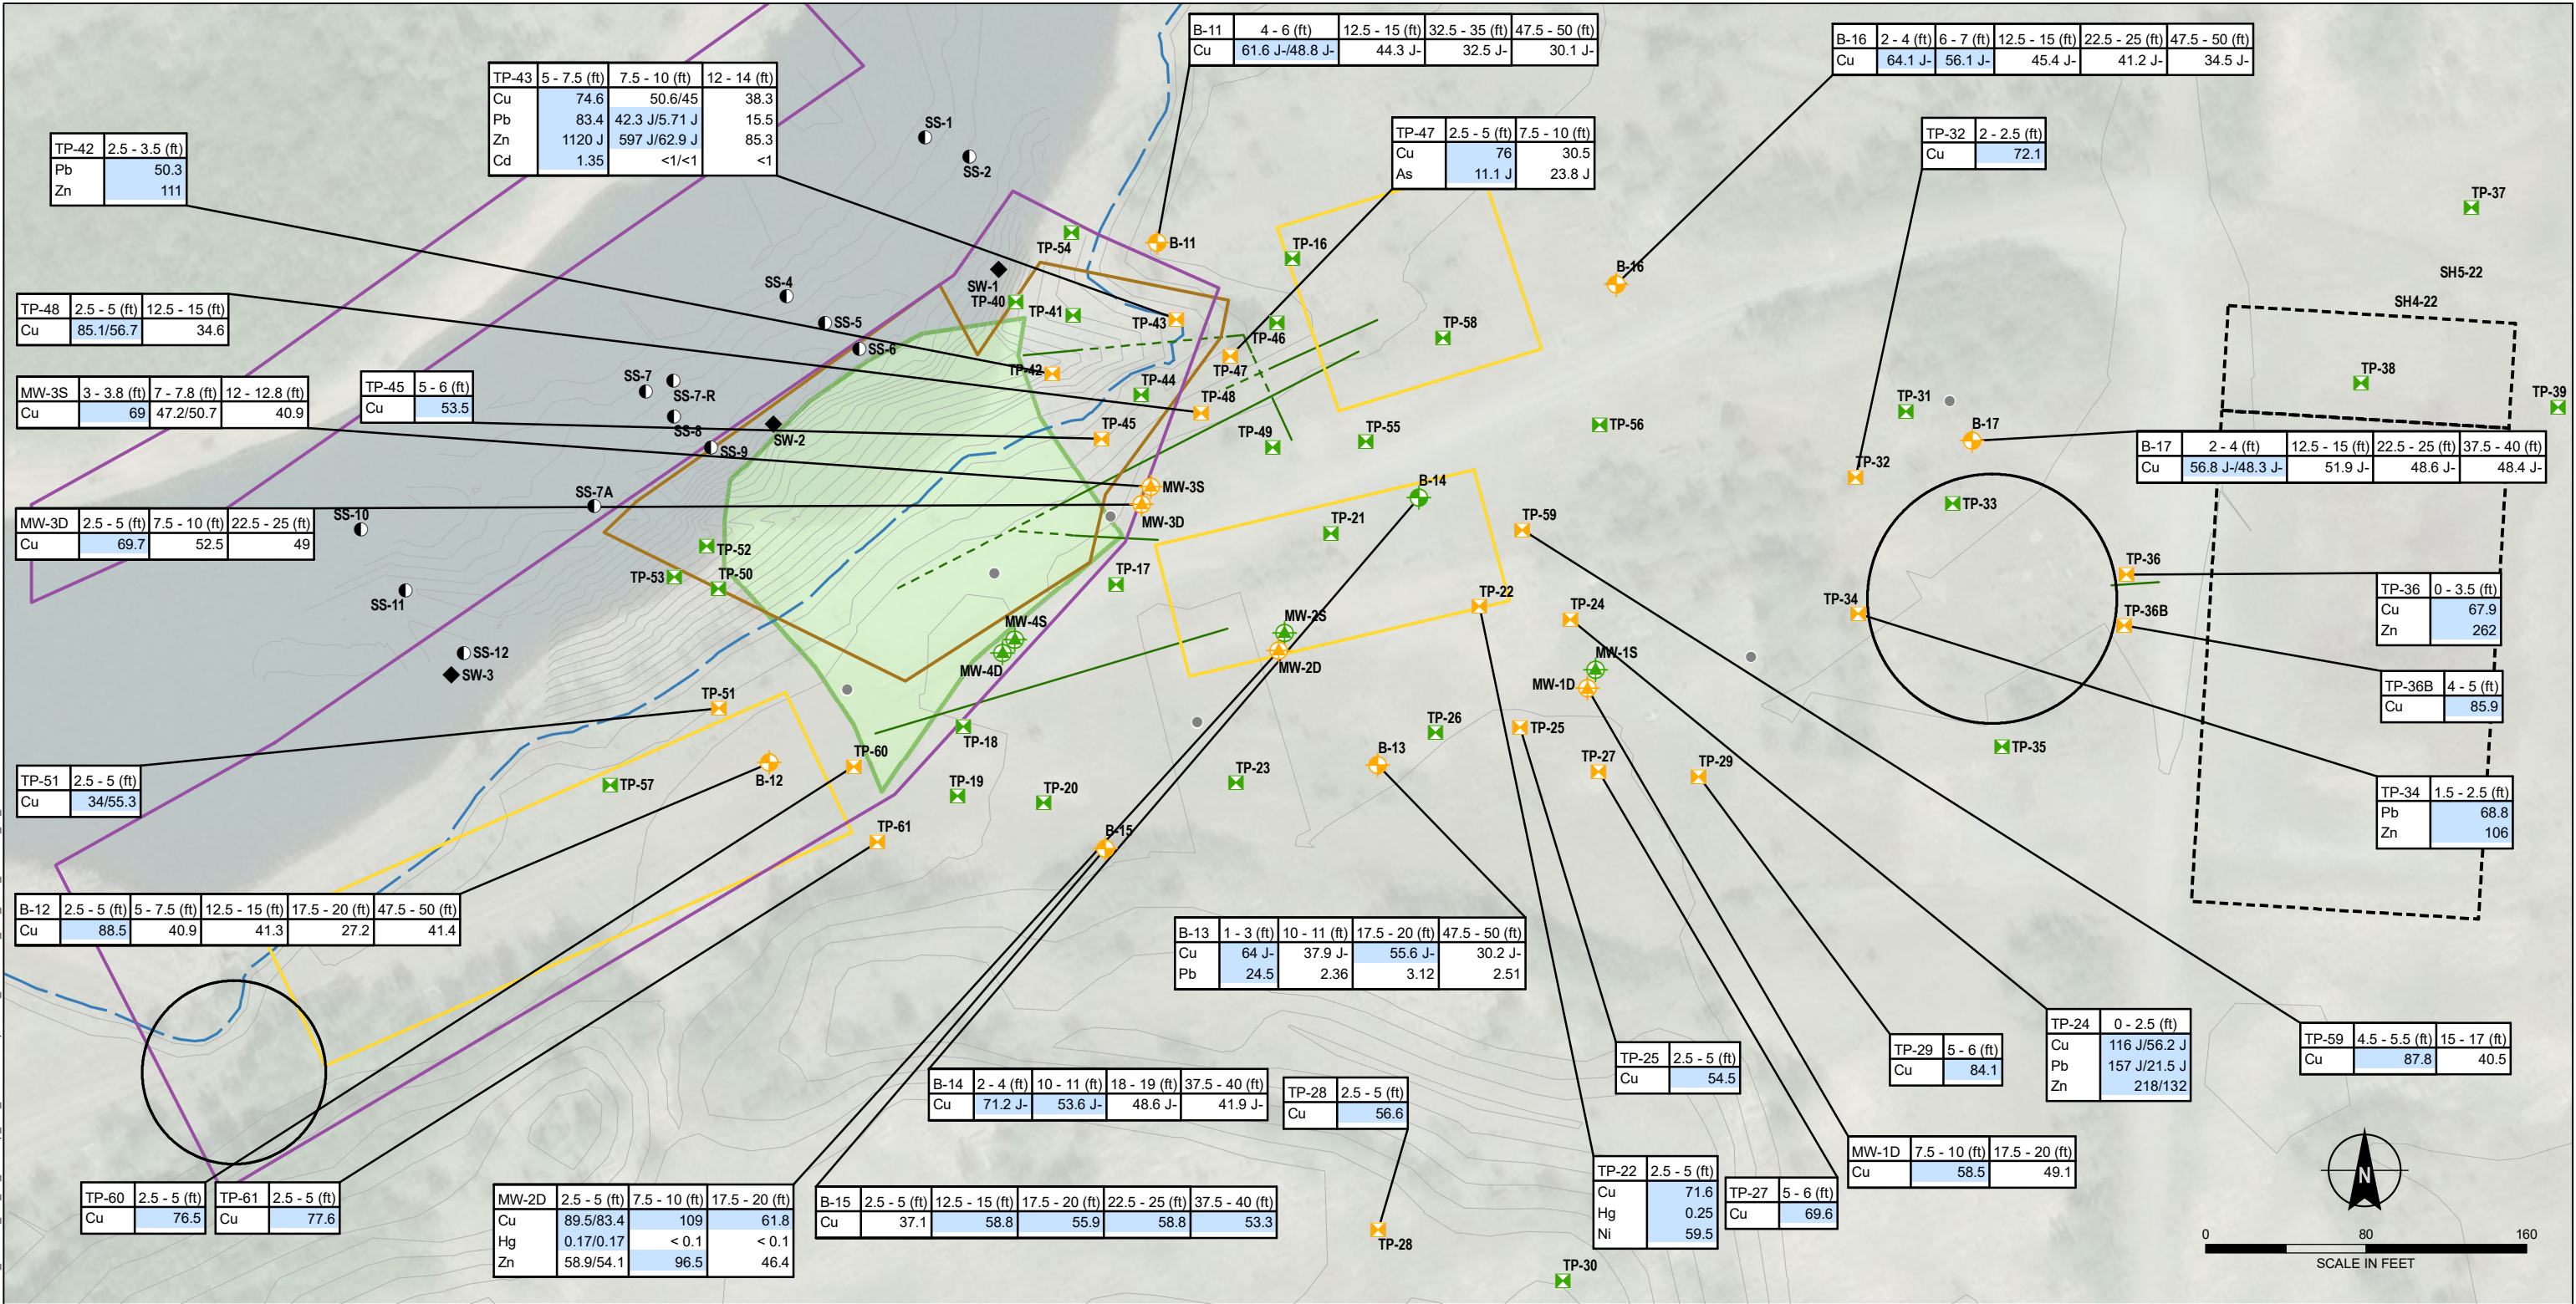 B-11 4 - 6 (ft) 12.5 - 15 (ft) 32.5 - 35 (ft) 47.5 - 50 (ft)
Cu 61.6 J-/48.8 J- 44.3 J- 32.5 J- 30.1 J-
B-16 2 - 4 (ft) 6 - 7 (ft) 12.5 - 15 (ft) 22.5 - 25 (ft) 47.5 - 50 (ft)
Cu 64.1 J- 56.1 J- 45.4 J- 41.2 J- 34.5 J-
TP-43 5 - 7.5 (ft) 7.5 - 10 (ft) 12 - 14 (ft)
Cu 74.6 50.6/45 38.3
Pb 83.4 42.3 J/5.71 J 15.5
Zn 1120 J 597 J/62.9 J 85.3
Cd 1.35 <1/<1 <1
TP-42 2.5 - 3.5 (ft)
Pb 50.3
Zn 111
TP-47 2.5 - 5 (ft) 7.5 - 10 (ft)
Cu 76 30.5
As 11.1 J 23.8 J
TP-32 2 - 2.5 (ft)
Cu 72.1
SS-1
SS-2
TP-37
TP-54
B-11
TP-16
B-16
SH5-22
SH4-22
SW-1
SS-4
TP-40
TP-41
TP-43
SS-5
TP-46
TP-58
TP-48 2.5 - 5 (ft) 12.5 - 15 (ft)
Cu 85.1/56.7 34.6
SS-6
TP-42
TP-47
TP-38
SS-7
SS-7-R
TP-44
TP-48
TP-31
TP-39
MW-3S 3 - 3.8 (ft) 7 - 7.8 (ft) 12 - 12.8 (ft)
Cu 69 47.2/50.7 40.9
TP-45 5 - 6 (ft)
Cu 53.5
SS-8
SW-2
SS-9
TP-45
TP-49
TP-55
TP-56
B-17
B-17 2 - 4 (ft) 12.5 - 15 (ft) 22.5 - 25 (ft) 37.5 - 40 (ft)
Cu 56.8 J-/48.3 J- 51.9 J- 48.6 J- 48.4 J-
TP-32
MW-3S
B-14
SS-7A
SS-10
MW-3D
TP-59
TP-33
TP-21
MW-3D 2.5 - 5 (ft) 7.5 - 10 (ft) 22.5 - 25 (ft)
Cu 69.7 52.5 49
TP-52
TP-53
TP-50
TP-17
TP-36
SS-11
TP-22
TP-24
TP-34
TP-36B
TP-36 0 - 3.5 (ft)
Cu 67.9
Zn 262
MW-4S
MW-2S
SS-12
SW-3
MW-4D
MW-2D
MW-1S
MW-1D
TP-36B 4 - 5 (ft)
Cu 85.9
TP-51
TP-18
TP-26
TP-25
B-13
TP-60
TP-35
TP-51 2.5 - 5 (ft)
Cu 34/55.3
TP-57
B-12
TP-19
TP-20
TP-23
TP-27
TP-29
TP-34 1.5 - 2.5 (ft)
Pb 68.8
Zn 106
TP-61
B-15
B-12 2.5 - 5 (ft) 5 - 7.5 (ft) 12.5 - 15 (ft) 17.5 - 20 (ft) 47.5 - 50 (ft)
Cu 88.5 40.9 41.3 27.2 41.4
B-13 1 - 3 (ft) 10 - 11 (ft) 17.5 - 20 (ft) 47.5 - 50 (ft)
Cu 64 J- 37.9 J- 55.6 J- 30.2 J-
Pb 24.5 2.36 3.12 2.51
TP-24 0 - 2.5 (ft)
Cu 116 J/56.2 J
Pb 157 J/21.5 J
Zn 218/132
TP-59 4.5 - 5.5 (ft) 15 - 17 (ft)
Cu 87.8 40.5
TP-29 5 - 6 (ft)
Cu 84.1
TP-25 2.5 - 5 (ft)
Cu 54.5
B-14 2 - 4 (ft) 10 - 11 (ft) 18 - 19 (ft) 37.5 - 40 (ft)
Cu 71.2 J- 53.6 J- 48.6 J- 41.9 J-
TP-28 2.5 - 5 (ft)
Cu 56.6
MW-1D 7.5 - 10 (ft) 17.5 - 20 (ft)
Cu 58.5 49.1
TP-22 2.5 - 5 (ft)
Cu 71.6
Hg 0.25
Ni 59.5
TP-27 5 - 6 (ft)
Cu 69.6
TP-60 2.5 - 5 (ft)
Cu 76.5
TP-61 2.5 - 5 (ft)
Cu 77.6
MW-2D 2.5 - 5 (ft) 7.5 - 10 (ft) 17.5 - 20 (ft)
Cu 89.5/83.4 109 61.8
Hg 0.17/0.17 < 0.1 < 0.1
Zn 58.9/54.1 96.5 46.4
B-15 2.5 - 5 (ft) 12.5 - 15 (ft) 17.5 - 20 (ft) 22.5 - 25 (ft) 37.5 - 40 (ft)
Cu 37.1 58.8 55.9 58.8 53.3
TP-28
TP-30
N
0 80 160
SCALE IN FEET